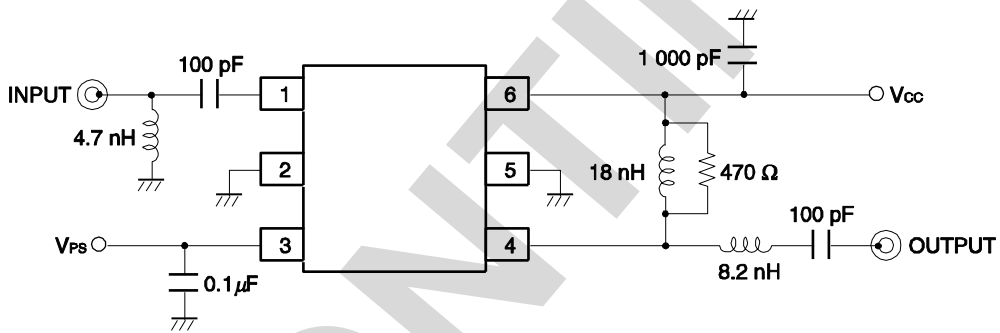 1 000 pF
100 pF
INPUT
1
6
VCC
4.7 nH
2
5
18 nH
470 Ω
100 pF
VPS
3
4
OUTPUT
0.1 μF
8.2 nH